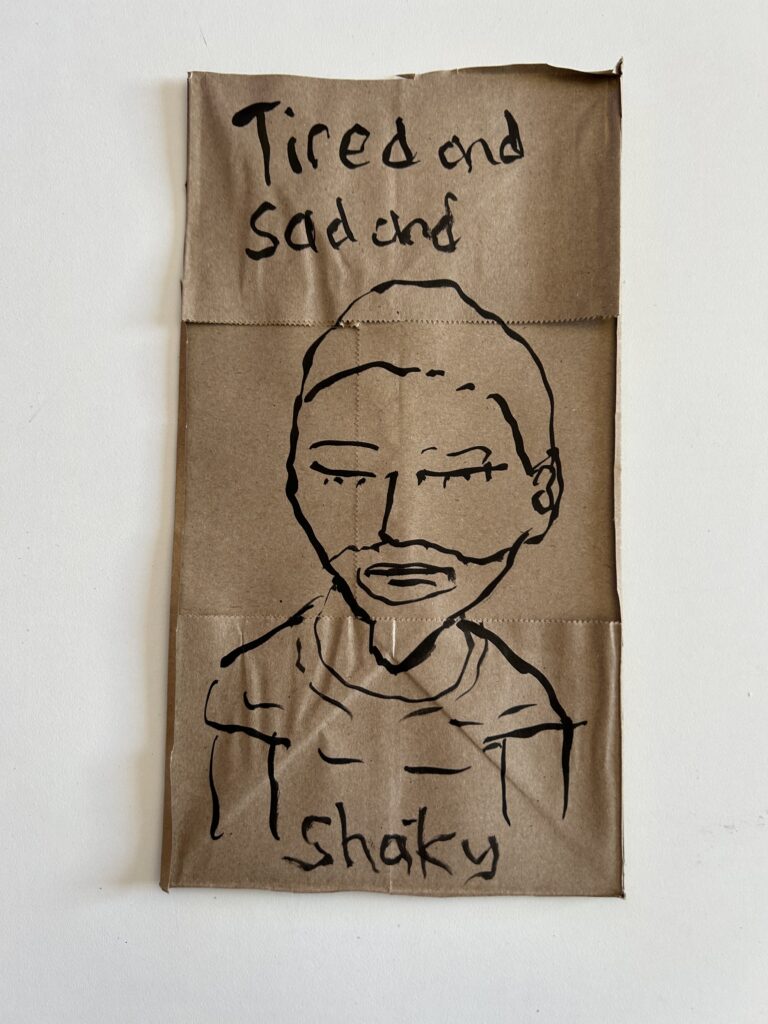 Tired and
sad and
Shaky